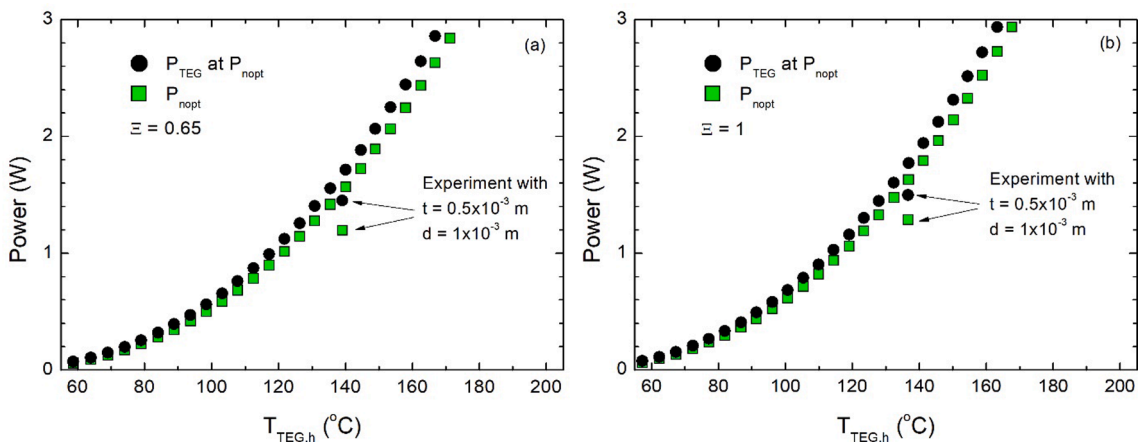 3
2
1
0
Power (W)
(a)
P_TEG at P_nopt
P_nopt
Ξ = 0.65
Experiment with
t = 0.5x10^-3 m
d = 1x10^-3 m
60 80 100 120 140 160 180 200
T_TEG,h (°C)
3
2
1
0
Power (W)
(b)
P_TEG at P_nopt
P_nopt
Ξ = 1
Experiment with
t = 0.5x10^-3 m
d = 1x10^-3 m
60 80 100 120 140 160 180 200
T_TEG,h (°C)